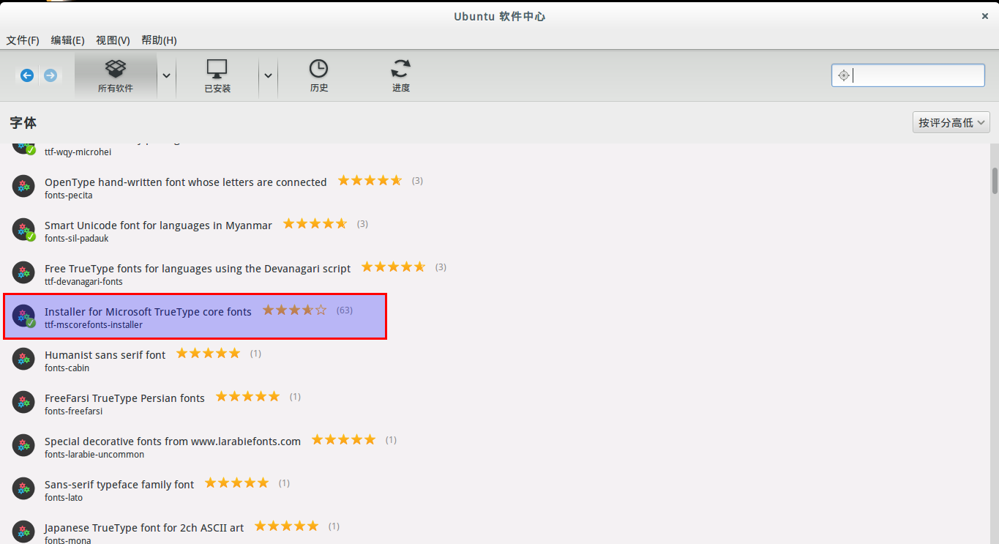 Ubuntu 软件中心
文件(F) 编辑(E) 视图(V) 帮助(H)
所有软件 已安装 历史 进度
字体 按评分高低
ttf-wqy-microhei
OpenType hand-written font whose letters are connected (3)
fonts-pecita
Smart Unicode font for languages in Myanmar (3)
fonts-sil-padauk
Free TrueType fonts for languages using the Devanagari script (3)
ttf-devanagari-fonts
Installer for Microsoft TrueType core fonts (63)
ttf-mscorefonts-installer
Humanist sans serif font (1)
fonts-cabin
FreeFarsi TrueType Persian fonts (1)
fonts-freefarsi
Special decorative fonts from www.larabiefonts.com (1)
fonts-larabie-uncommon
Sans-serif typeface family font (1)
fonts-lato
Japanese TrueType font for 2ch ASCII art (1)
fonts-mona